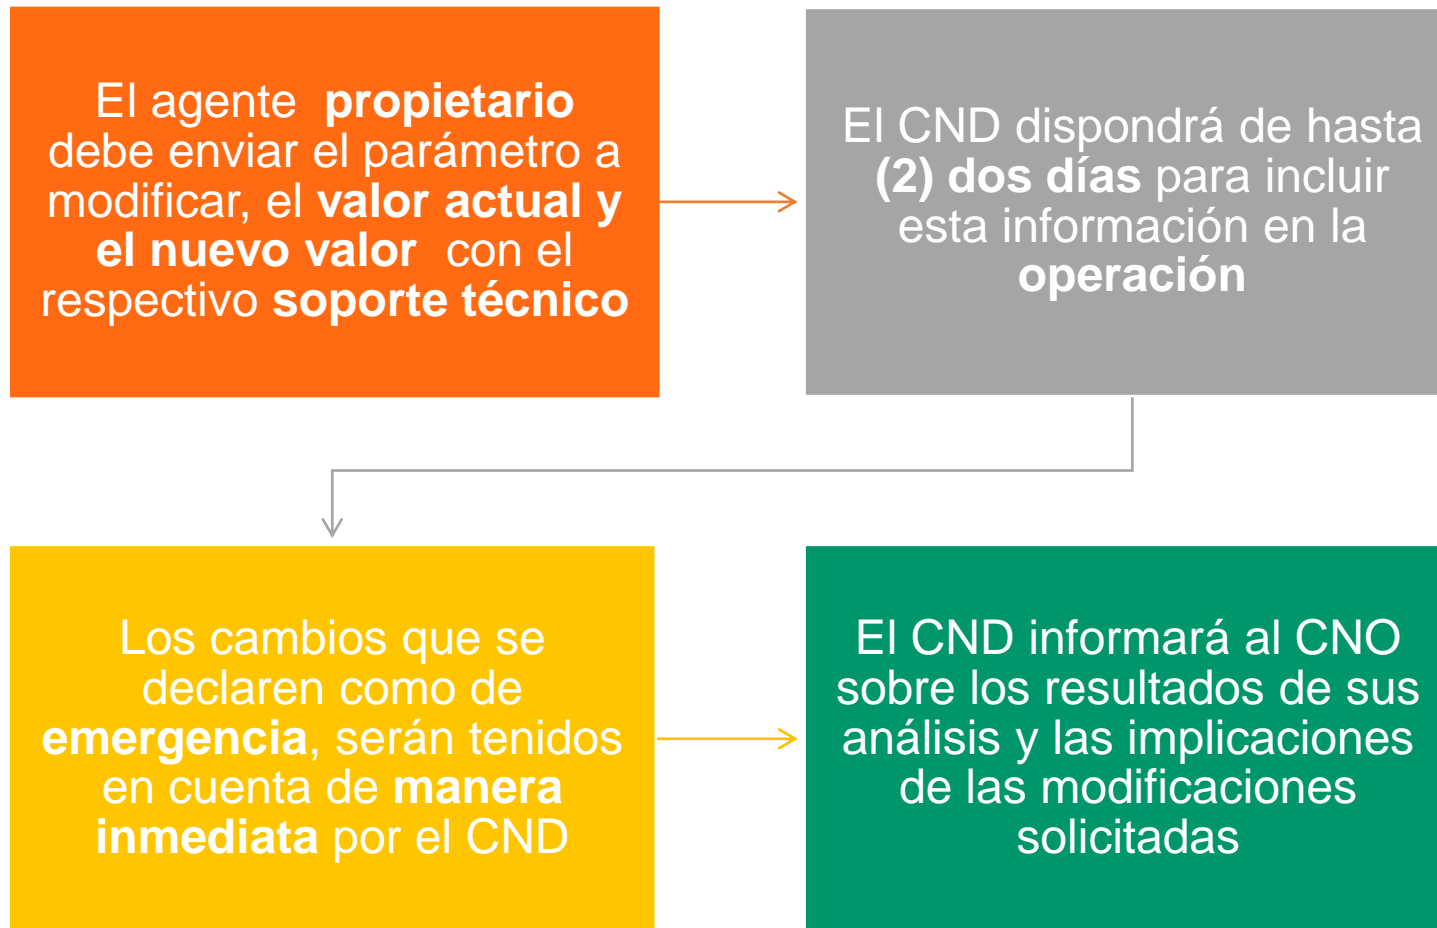 El agente propietario
debe enviar el parámetro a
modificar, el valor actual y
el nuevo valor con el
respectivo soporte técnico
El CND dispondrá de hasta
(2) dos días para incluir
esta información en la
operación
Los cambios que se
declaren como de
emergencia, serán tenidos
en cuenta de manera
inmediata por el CND
El CND informará al CNO
sobre los resultados de sus
análisis y las implicaciones
de las modificaciones
solicitadas